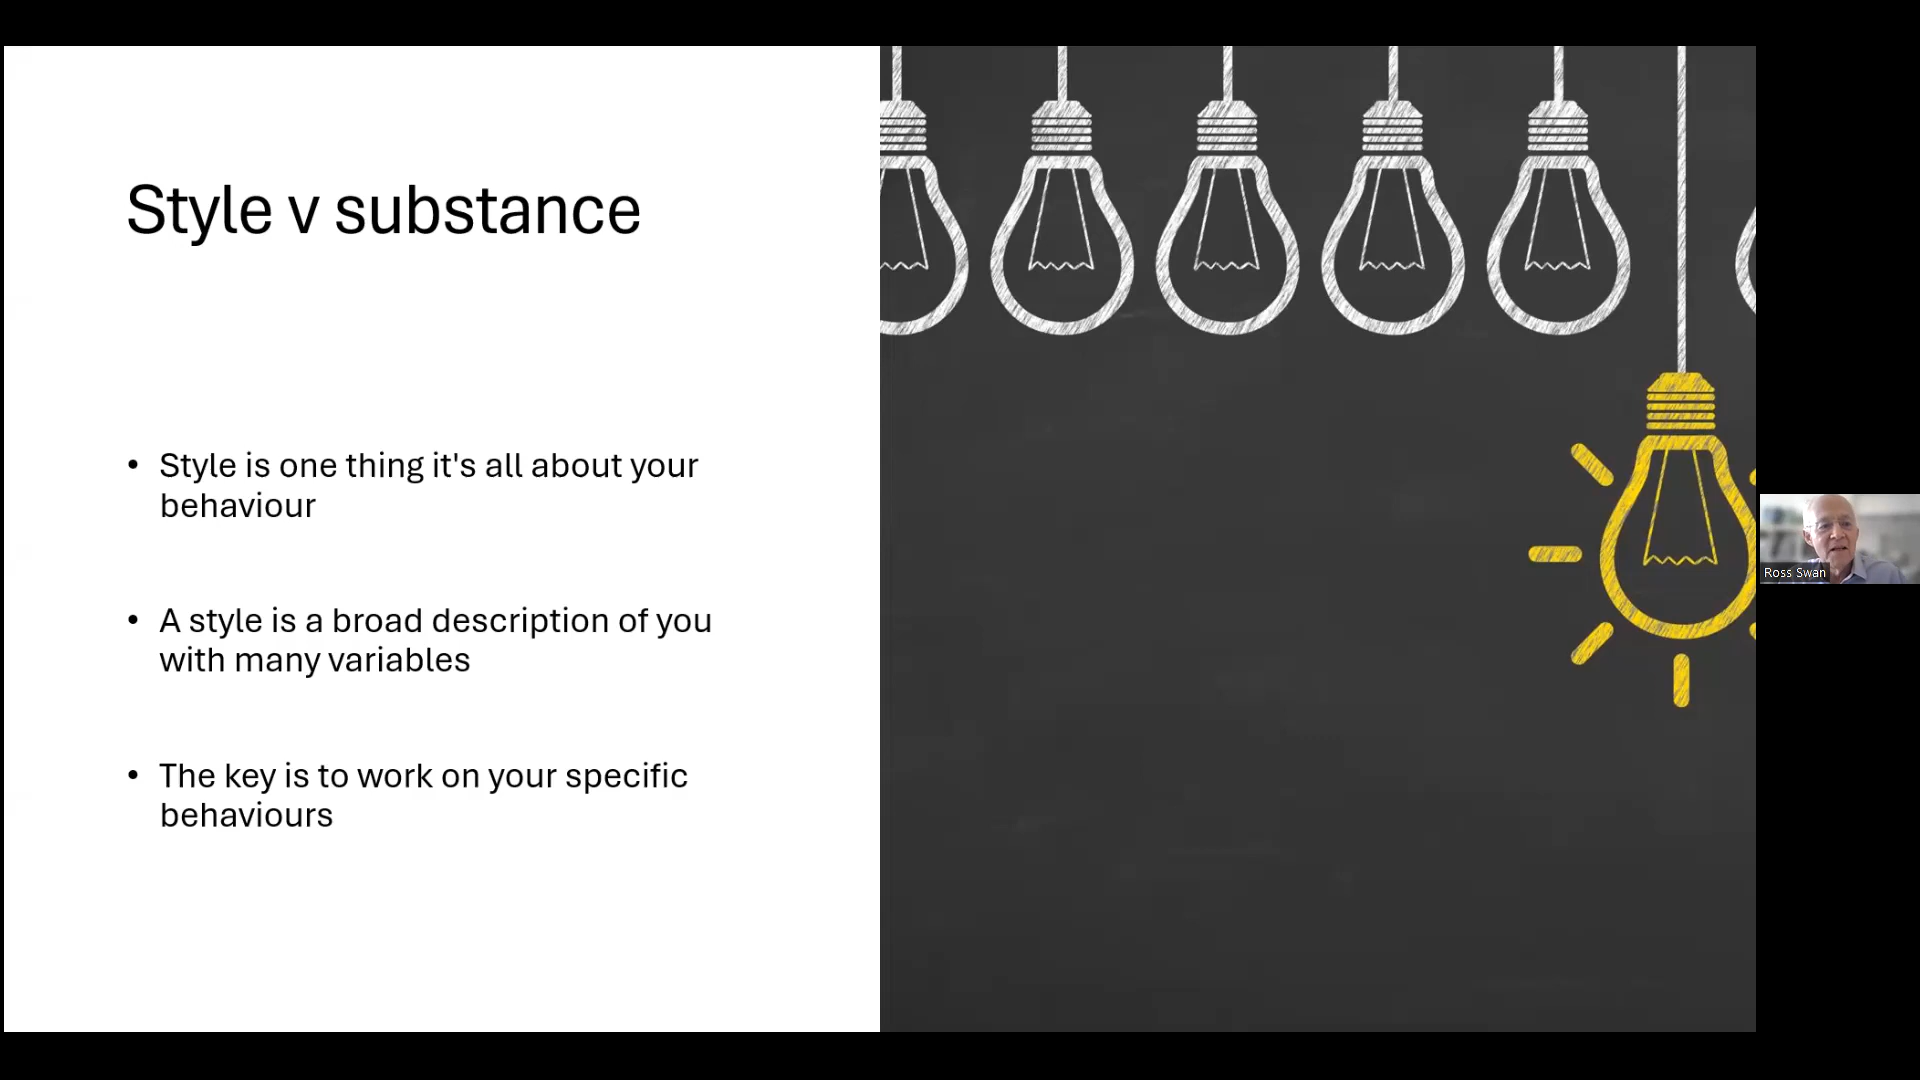 Style v substance
• Style is one thing it's all about your
behaviour
• A style is a broad description of you
with many variables
• The key is to work on your specific
behaviours
Ross Swan